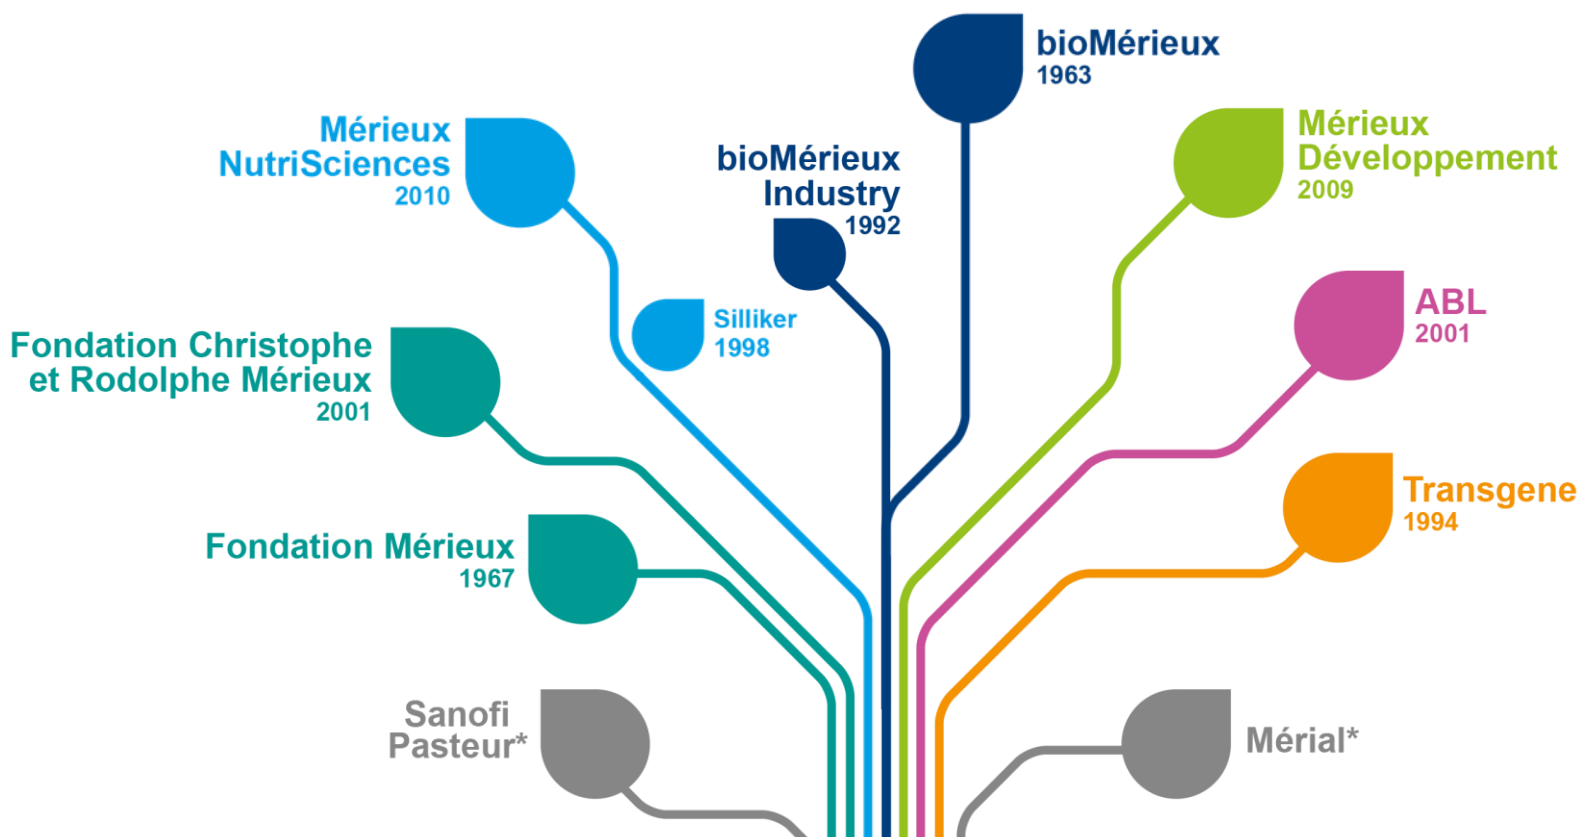 bioMérieux
1963
Mérieux
NutriSciences
2010
bioMérieux
Industry
1992
Mérieux
Développement
2009
Silliker
1998
ABL
2001
Fondation Christophe
et Rodolphe Mérieux
2001
Transgene
1994
Fondation Mérieux
1967
Sanofi
Pasteur*
Mérial*